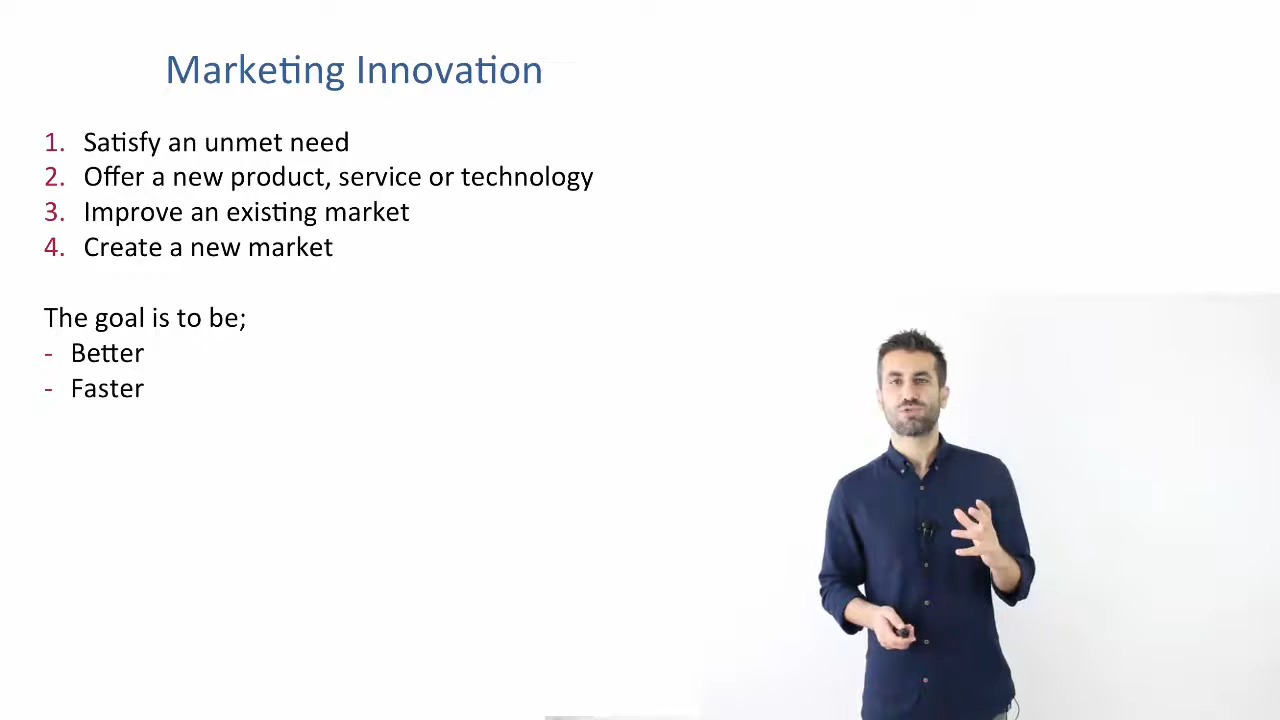 Marketing Innovation
1. Satisfy an unmet need
2. Offer a new product, service or technology
3. Improve an existing market
4. Create a new market
The goal is to be;
- Better
- Faster